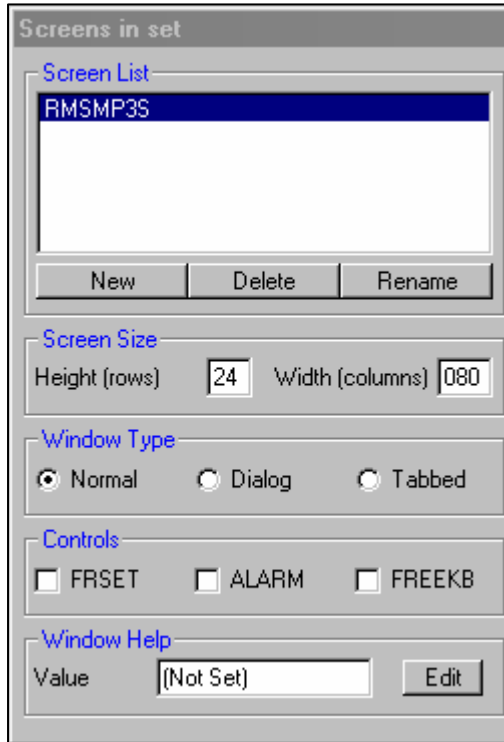 Screens in set
Screen List
RMSMP3S
New Delete Rename
Screen Size
Height (rows) 24 Width (columns) 080
Window Type
Normal Dialog Tabbed
Controls
FRSET ALARM FREEKB
Window Help
Value (Not Set) Edit